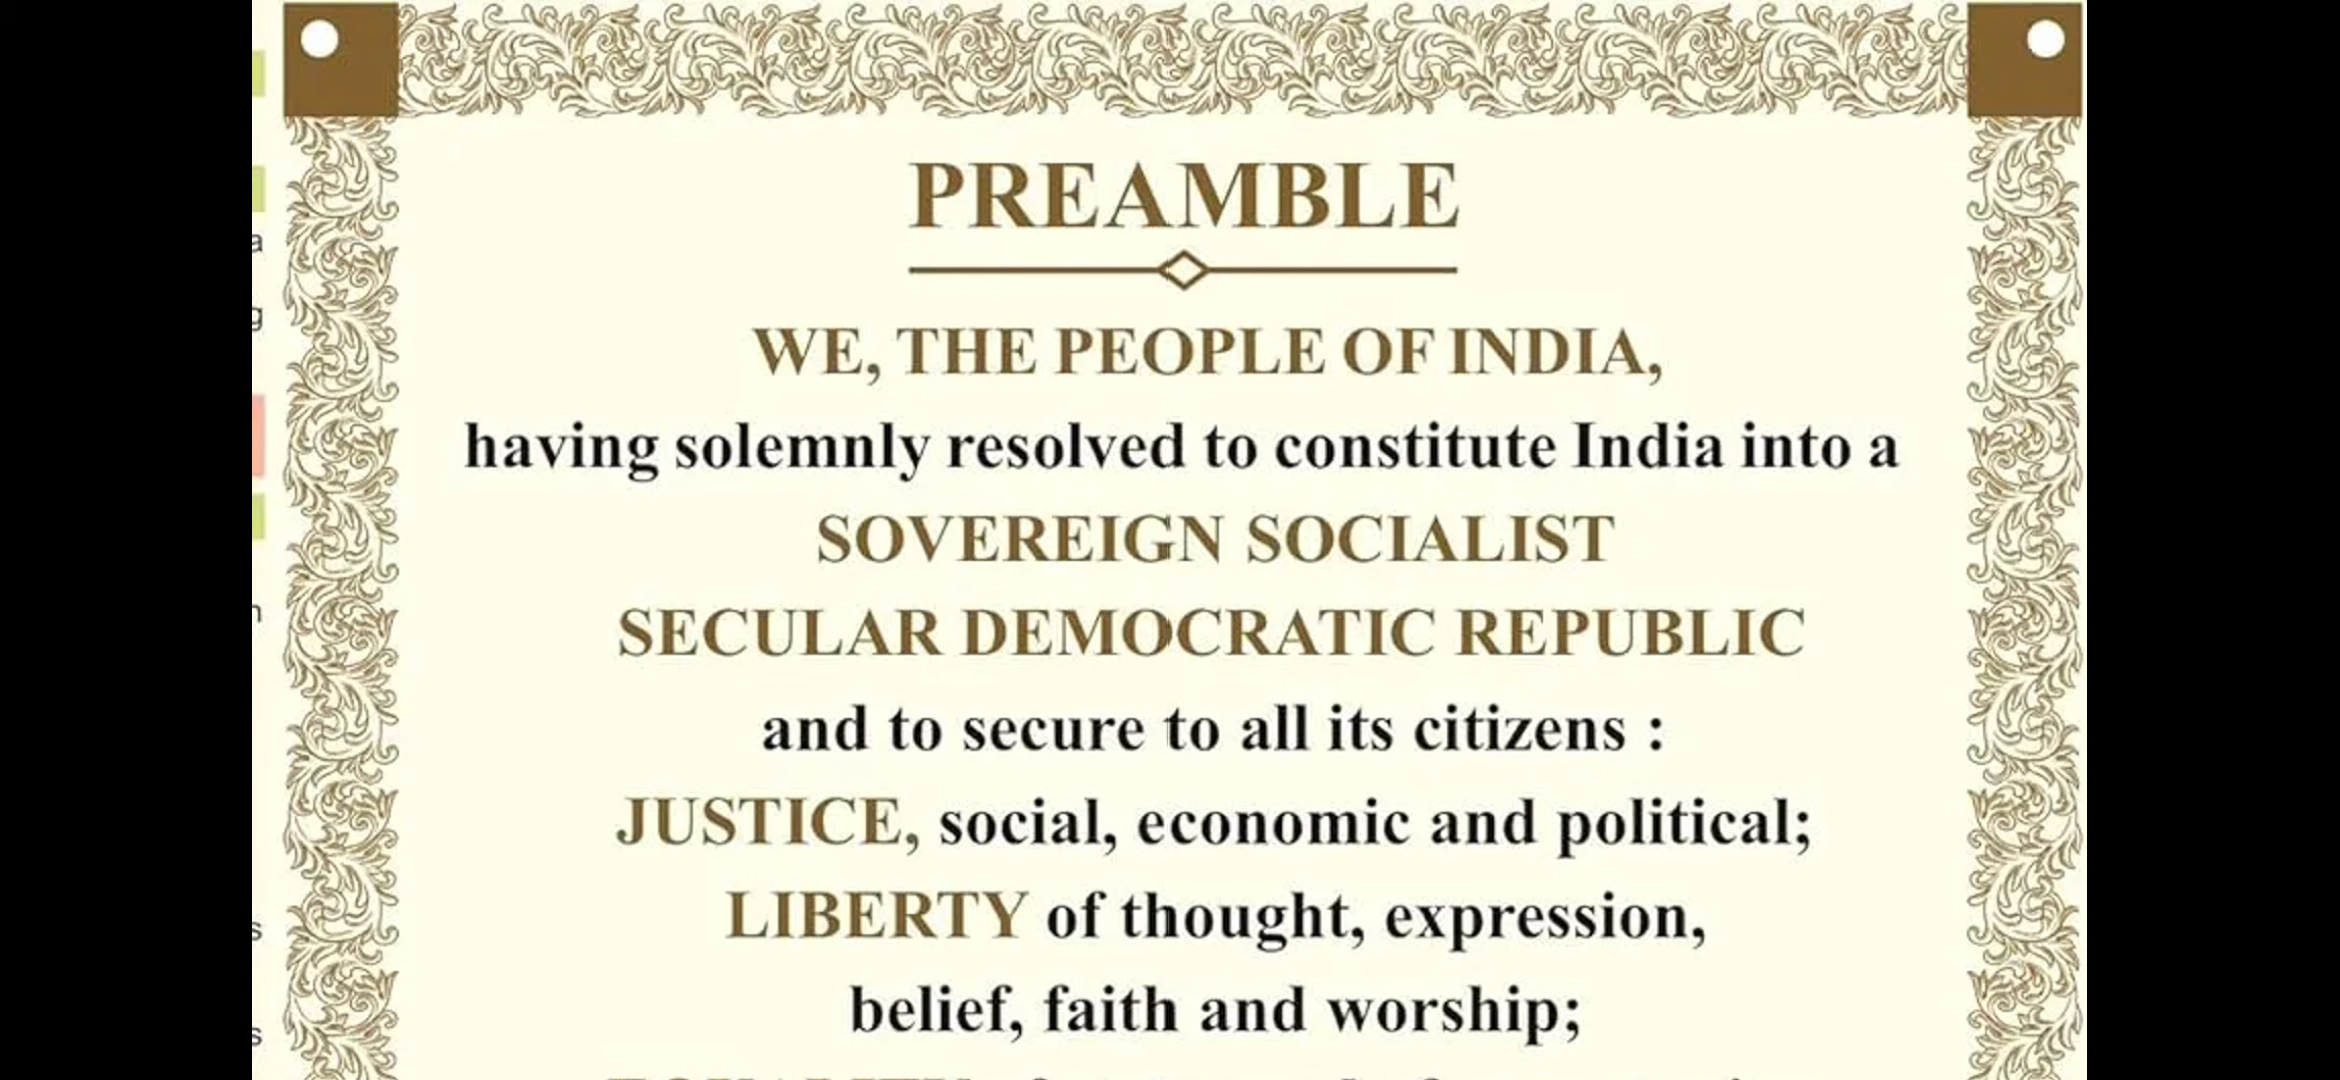 PREAMBLE
WE, THE PEOPLE OF INDIA,
having solemnly resolved to constitute India into a
SOVEREIGN SOCIALIST
SECULAR DEMOCRATIC REPUBLIC
and to secure to all its citizens :
JUSTICE, social, economic and political;
LIBERTY of thought, expression,
belief, faith and worship;